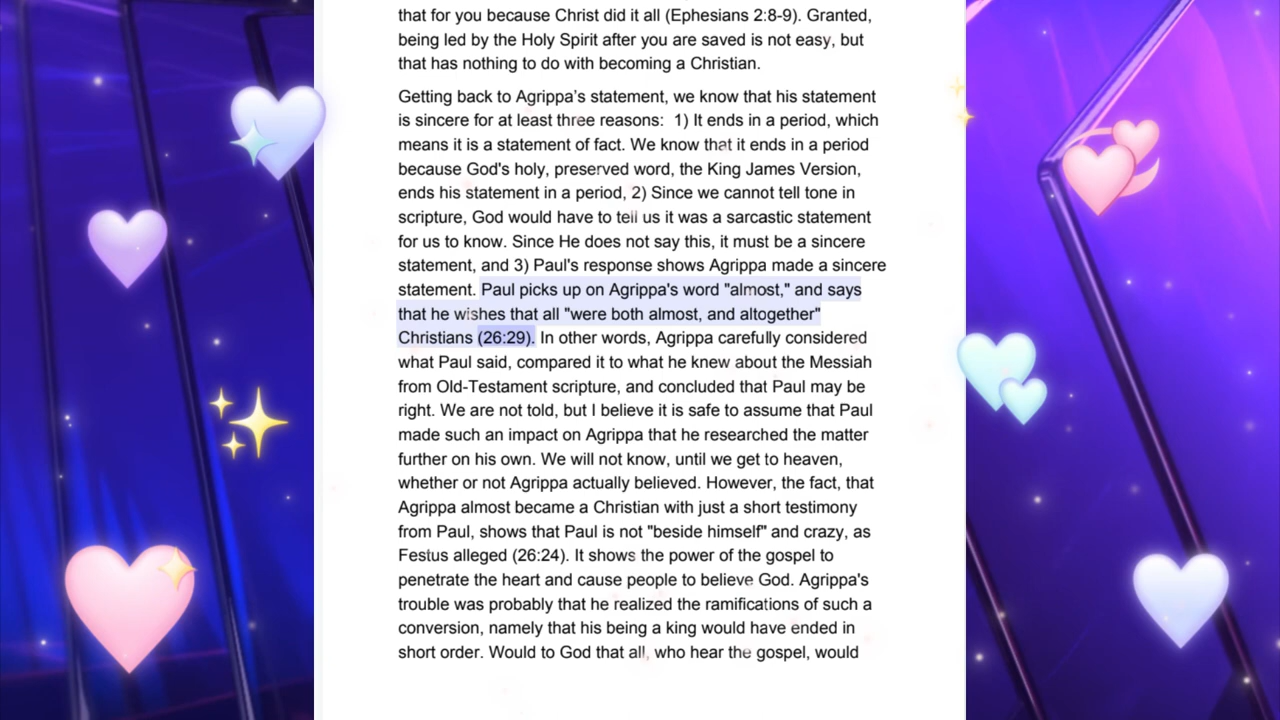 that for you because Christ did it all (Ephesians 2:8-9). Granted,
being led by the Holy Spirit after you are saved is not easy, but
that has nothing to do with becoming a Christian.
Getting back to Agrippa's statement, we know that his statement
is sincere for at least three reasons:  1) It ends in a period, which
means it is a statement of fact. We know that it ends in a period
because God's holy, preserved word, the King James Version,
ends his statement in a period, 2) Since we cannot tell tone in
scripture, God would have to tell us it was a sarcastic statement
for us to know. Since He does not say this, it must be a sincere
statement, and 3) Paul's response shows Agrippa made a sincere
statement. Paul picks up on Agrippa's word "almost," and says
that he wishes that all "were both almost, and altogether"
Christians (26:29). In other words, Agrippa carefully considered
what Paul said, compared it to what he knew about the Messiah
from Old-Testament scripture, and concluded that Paul may be
right. We are not told, but I believe it is safe to assume that Paul
made such an impact on Agrippa that he researched the matter
further on his own. We will not know, until we get to heaven,
whether or not Agrippa actually believed. However, the fact, that
Agrippa almost became a Christian with just a short testimony
from Paul, shows that Paul is not "beside himself" and crazy, as
Festus alleged (26:24). It shows the power of the gospel to
penetrate the heart and cause people to believe God. Agrippa's
trouble was probably that he realized the ramifications of such a
conversion, namely that his being a king would have ended in
short order. Would to God that all, who hear the gospel, would